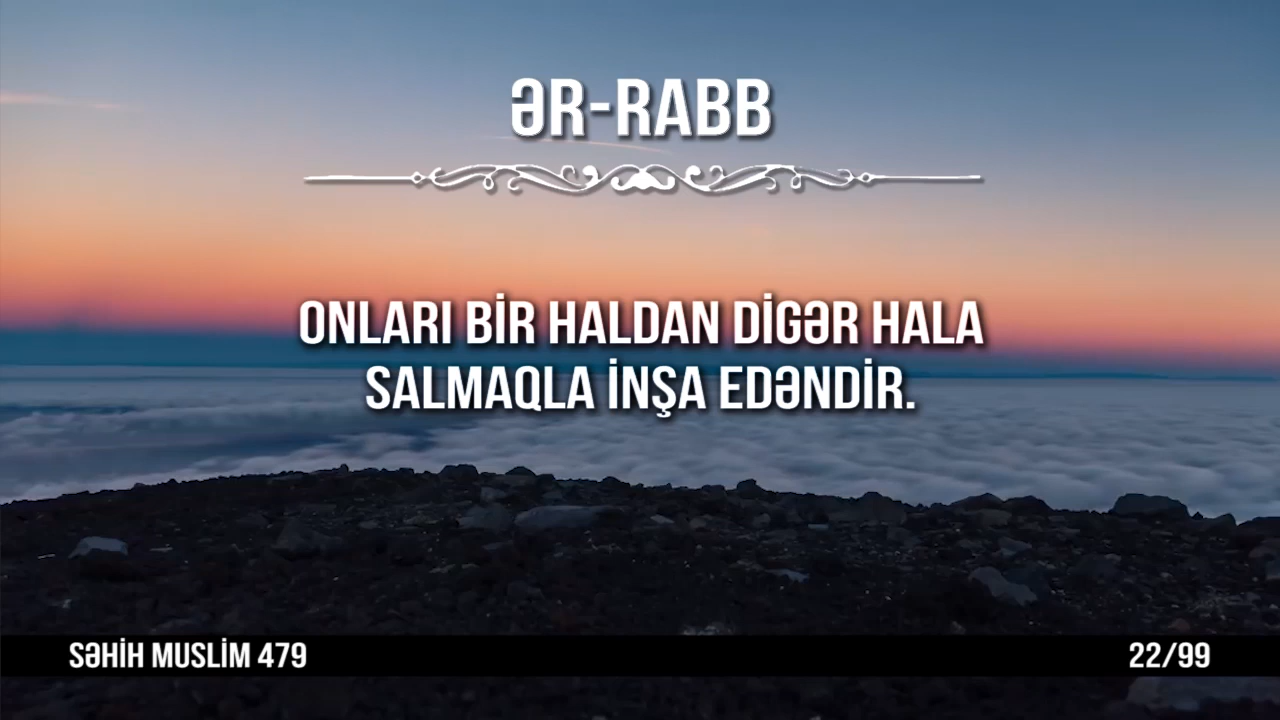 ƏR-RABB
ONLARI BİR HALDAN DİGƏR HALA
SALMAQLA İNŞA EDƏNDİR.
SƏHİH MUSLİM 479
22/99